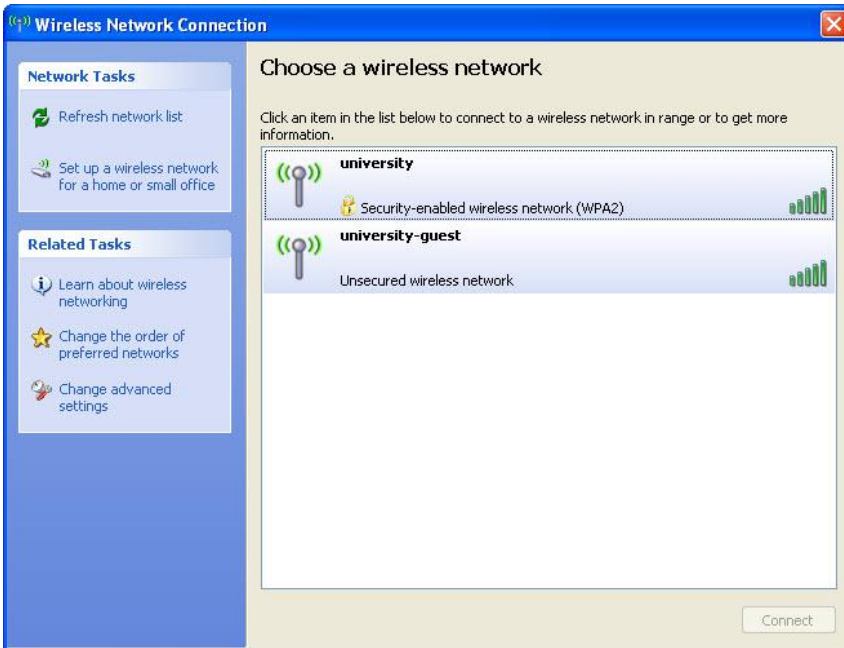 Wireless Network Connection
Network Tasks
Refresh network list
Set up a wireless network
for a home or small office
Related Tasks
Learn about wireless
networking
Change the order of
preferred networks
Change advanced
settings
Choose a wireless network
Click an item in the list below to connect to a wireless network in range or to get more
information.
university
Security-enabled wireless network (WPA2)
university-guest
Unsecured wireless network
Connect